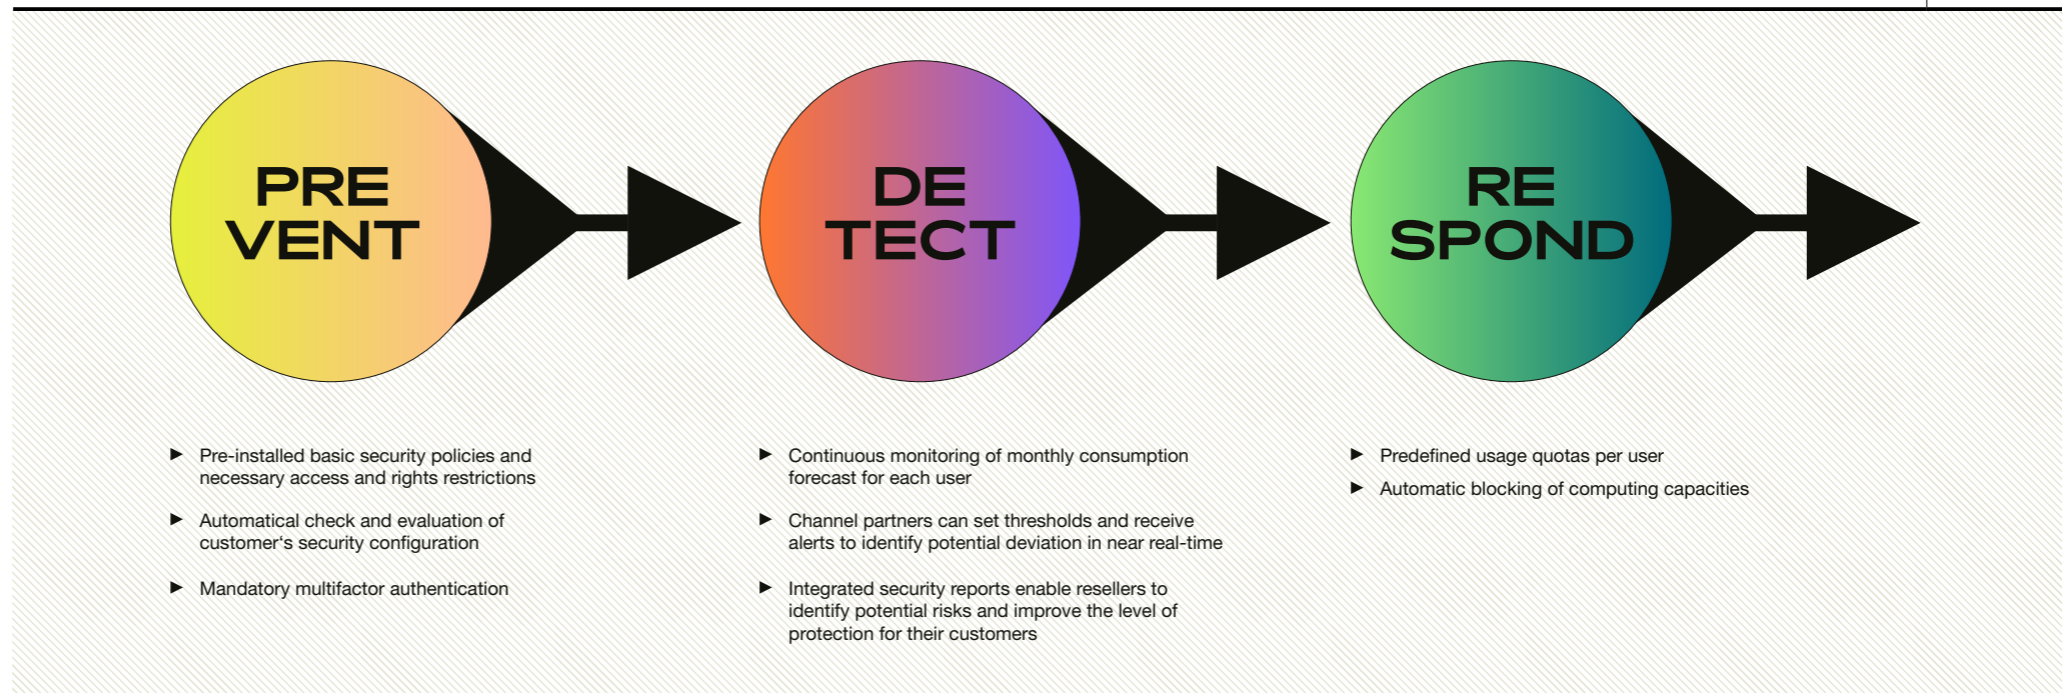 PRE
VENT
DE
TECT
RE
SPOND
► Pre-installed basic security policies and
necessary access and rights restrictions
► Automatical check and evaluation of
customer‘s security configuration
► Mandatory multifactor authentication
► Continuous monitoring of monthly consumption
forecast for each user
► Channel partners can set thresholds and receive
alerts to identify potential deviation in near real-time
► Integrated security reports enable resellers to
identify potential risks and improve the level of
protection for their customers
► Predefined usage quotas per user
► Automatic blocking of computing capacities